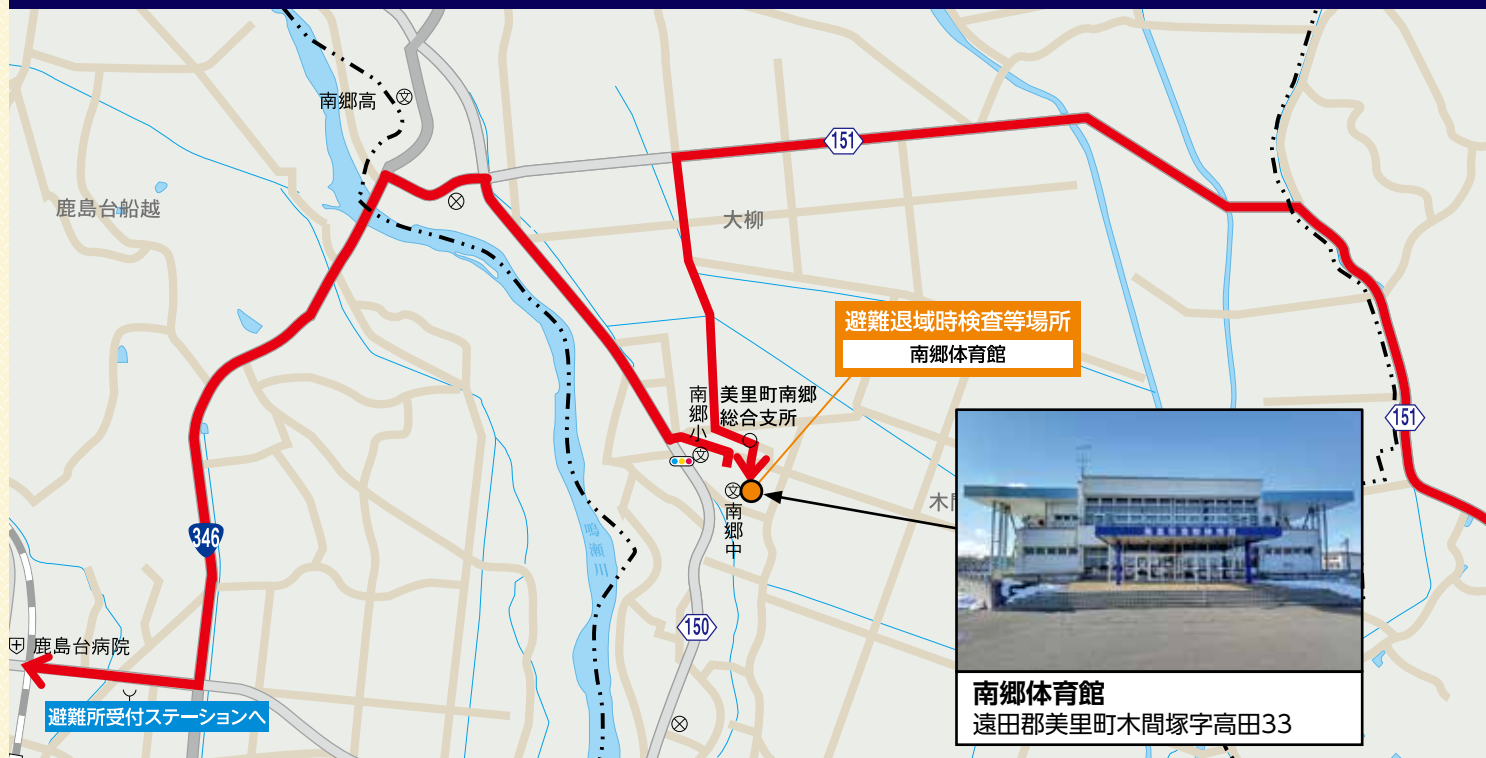 南郷高
151
鹿島台船越
大柳
避難退域時検査等場所
南郷体育館
南郷小
美里町南郷
総合支所
151
木間
南郷中
346
鳴瀬川
150
鹿島台病院
避難所受付ステーションへ
南郷体育館
遠田郡美里町木間塚字高田33